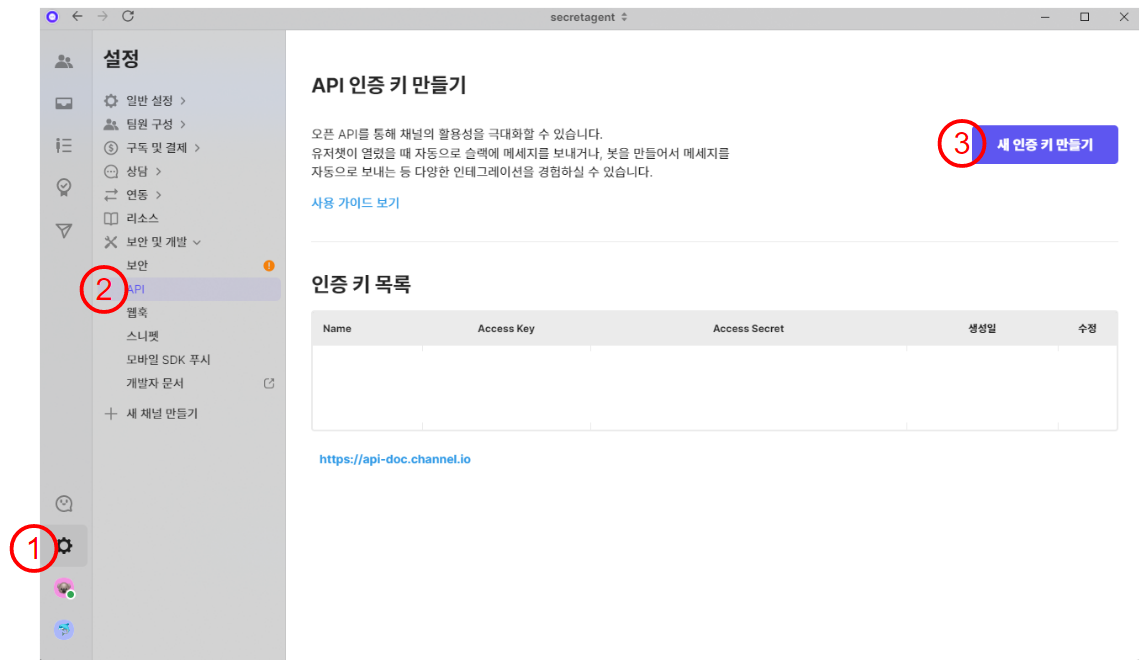 secretagent
설정
일반 설정
팀원 구성
구독 및 결제
상담
연동
리소스
보안 및 개발
보안
API
웹훅
스니펫
모바일 SDK 푸시
개발자 문서
새 채널 만들기
1
2
API 인증 키 만들기
오픈 API를 통해 채널의 활용성을 극대화할 수 있습니다.
유저챗이 열렸을 때 자동으로 슬랙에 메세지를 보내거나, 봇을 만들어서 메세지를
자동으로 보내는 등 다양한 인테그레이션을 경험하실 수 있습니다.
사용 가이드 보기
3
새 인증 키 만들기
인증 키 목록
Name Access Key Access Secret 생성일 수정
https://api-doc.channel.io